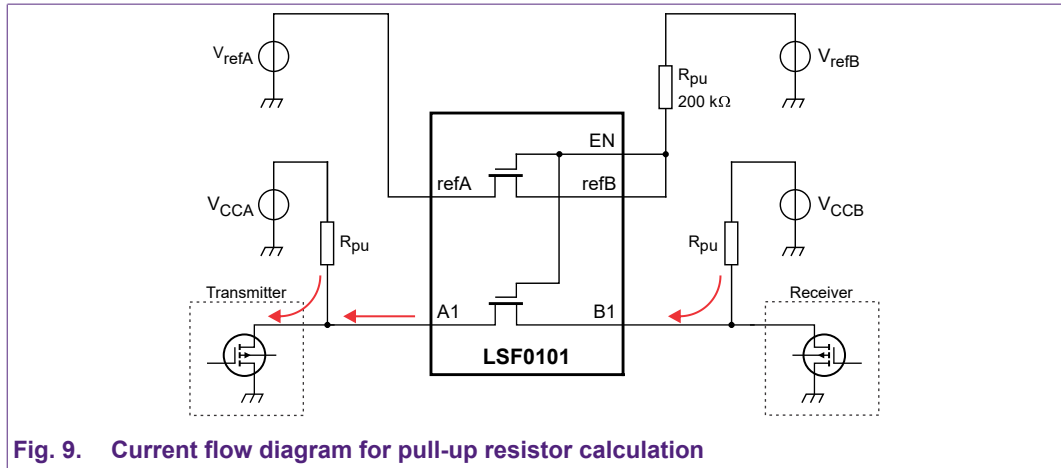 VrefA
VrefB
Rpu
200 kΩ
EN
refA
refB
VCCA
VCCB
Rpu
Rpu
Transmitter
A1
B1
Receiver
LSF0101
Fig. 9. Current flow diagram for pull-up resistor calculation